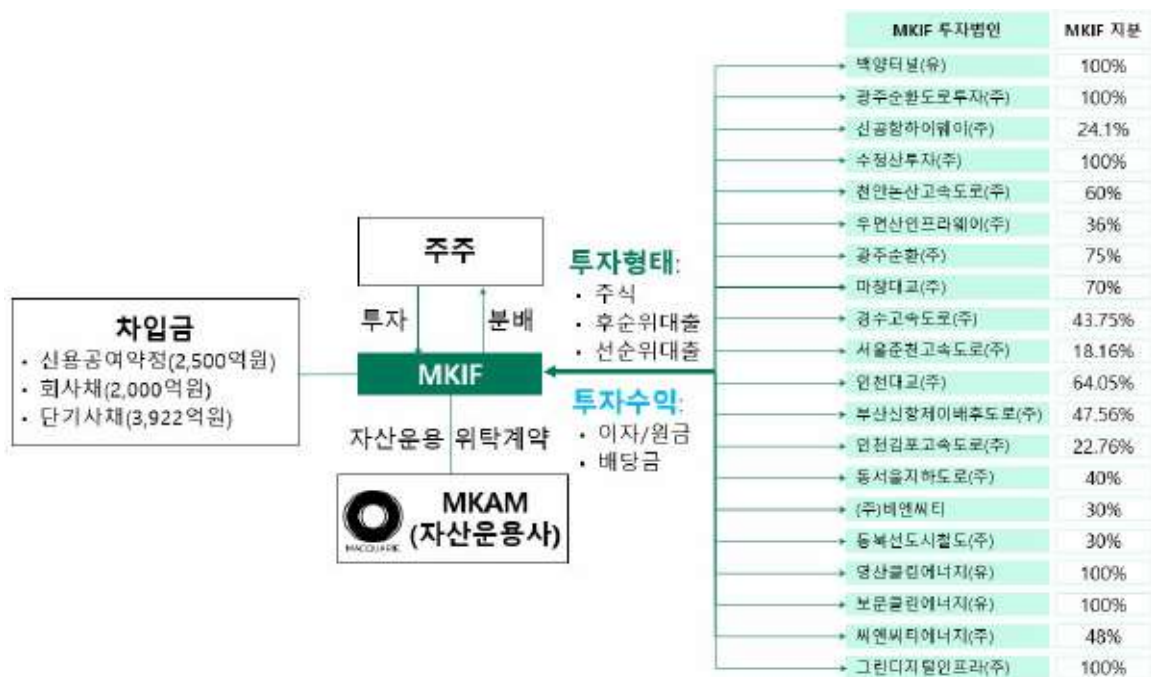 주주
투자
분배
차입금
• 신용공여약정(2,500억원)
• 회사채(2,000억원)
• 단기사채(3,922억원)
MKIF
자산운용 위탁계약
MACQUARIE
MKAM
(자산운용사)
투자형태:
• 주식
• 후순위대출
• 선순위대출
투자수익:
• 이자/원금
• 배당금
MKIF 투자법인 MKIF 지분
백양터널(유) 100%
광주순환도로투자(주) 100%
신공항하이웨이(주) 24.1%
수정산투자(주) 100%
천안논산고속도로(주) 60%
우면산인프라웨이(주) 36%
광주순환(주) 75%
마창대교(주) 70%
경수고속도로(주) 43.75%
서울춘천고속도로(주) 18.16%
인천대교(주) 64.05%
부산신항제이배후도로(주) 47.56%
인천김포고속도로(주) 22.76%
동서울지하도로(주) 40%
(주)비엔씨티 30%
동북선도시철도(주) 30%
영산클린에너지(유) 100%
보문클린에너지(유) 100%
씨엔씨티에너지(주) 48%
그린디지털인프라(주) 100%